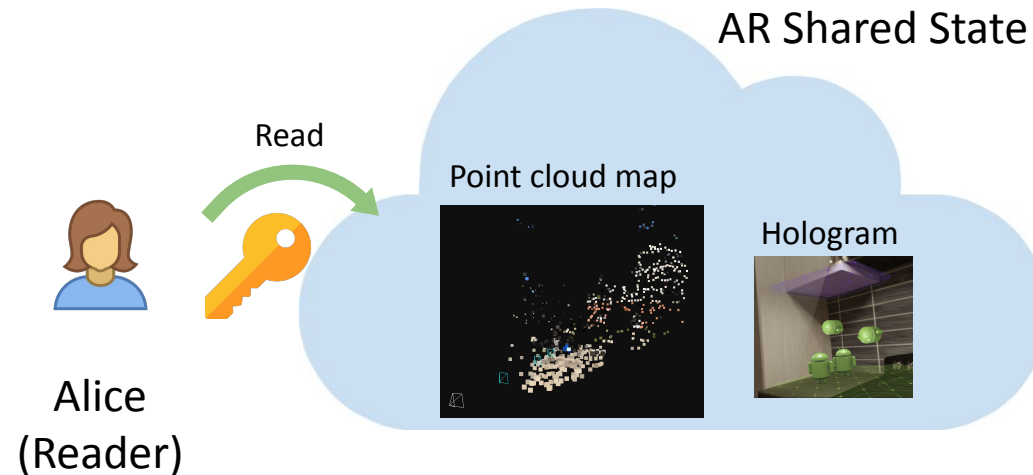 AR Shared State
Read
Point cloud map
Hologram
Alice
(Reader)